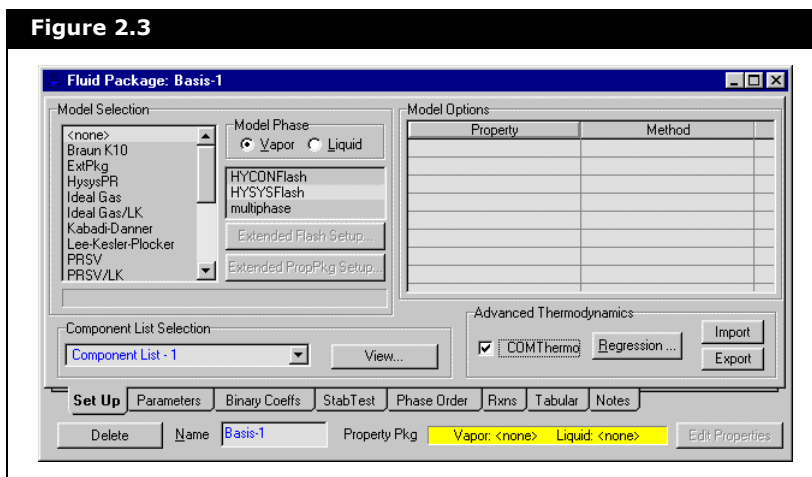 Figure 2.3
Fluid Package: Basis-1
Model Selection
<none>
Braun K10
ExtPkg
HysysPR
Ideal Gas
Ideal Gas/LK
Kabadi-Danner
Lee-Kesler-Plocker
PRSV
PRSV/LK
Model Phase
Vapor Liquid
HYCONFlash
HYSYSFlash
multiphase
Extended Flash Setup...
Extended PropPkg Setup...
Model Options
Property Method
Component List Selection
Component List - 1
View...
Advanced Thermodynamics
COMThermo
Regression ...
Import
Export
Set Up Parameters Binary Coeffs StabTest Phase Order Rxns Tabular Notes
Delete Name Basis-1 Property Pkg Vapor: <none> Liquid: <none> Edit Properties